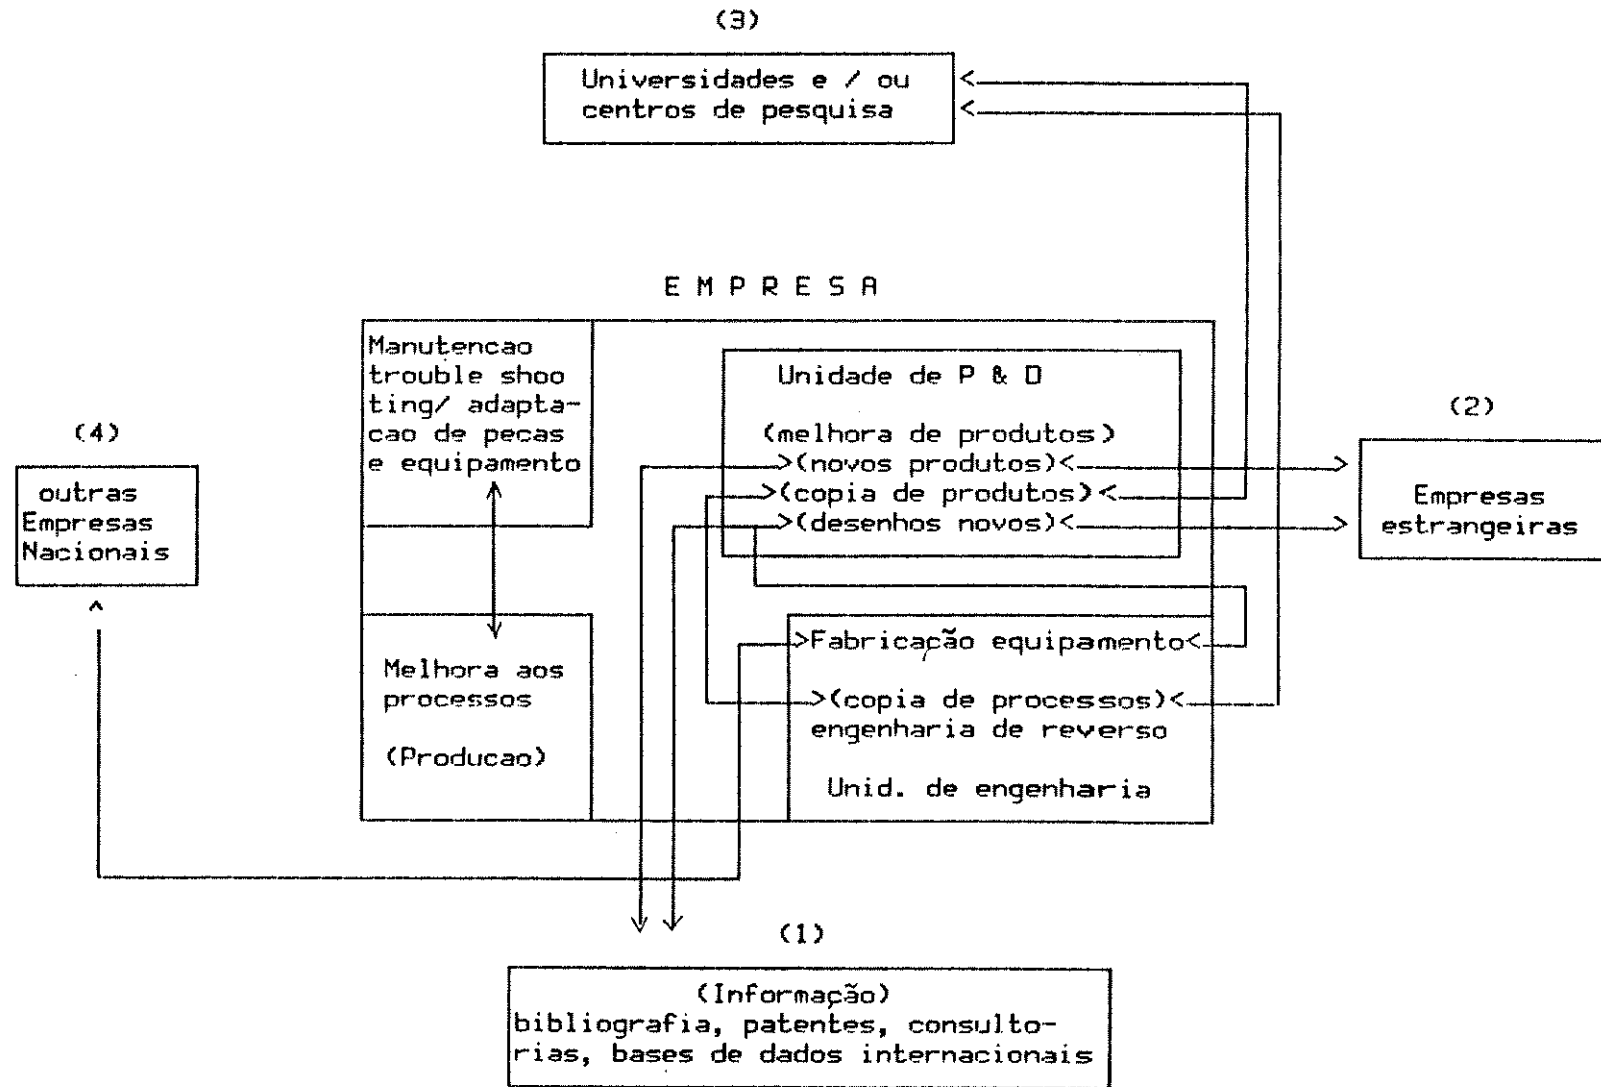 (3)
Universidades e / ou
centros de pesquisa
E M P R E S A
Manutencao
trouble shoo
ting/ adapta-
cao de pecas
e equipamento
Unidade de P & D
(melhora de produtos)
>(novos produtos)<
>(copia de produtos)<
>(desenhos novos)<
(2)
Empresas
estrangeiras
(4)
outras
Empresas
Nacionais
Melhora aos
processos
(Producao)
>Fabricação equipamento<
>(copia de processos)<
engenharia de reverso
Unid. de engenharia
(1)
(Informação)
bibliografia, patentes, consulto-
rias, bases de dados internacionais